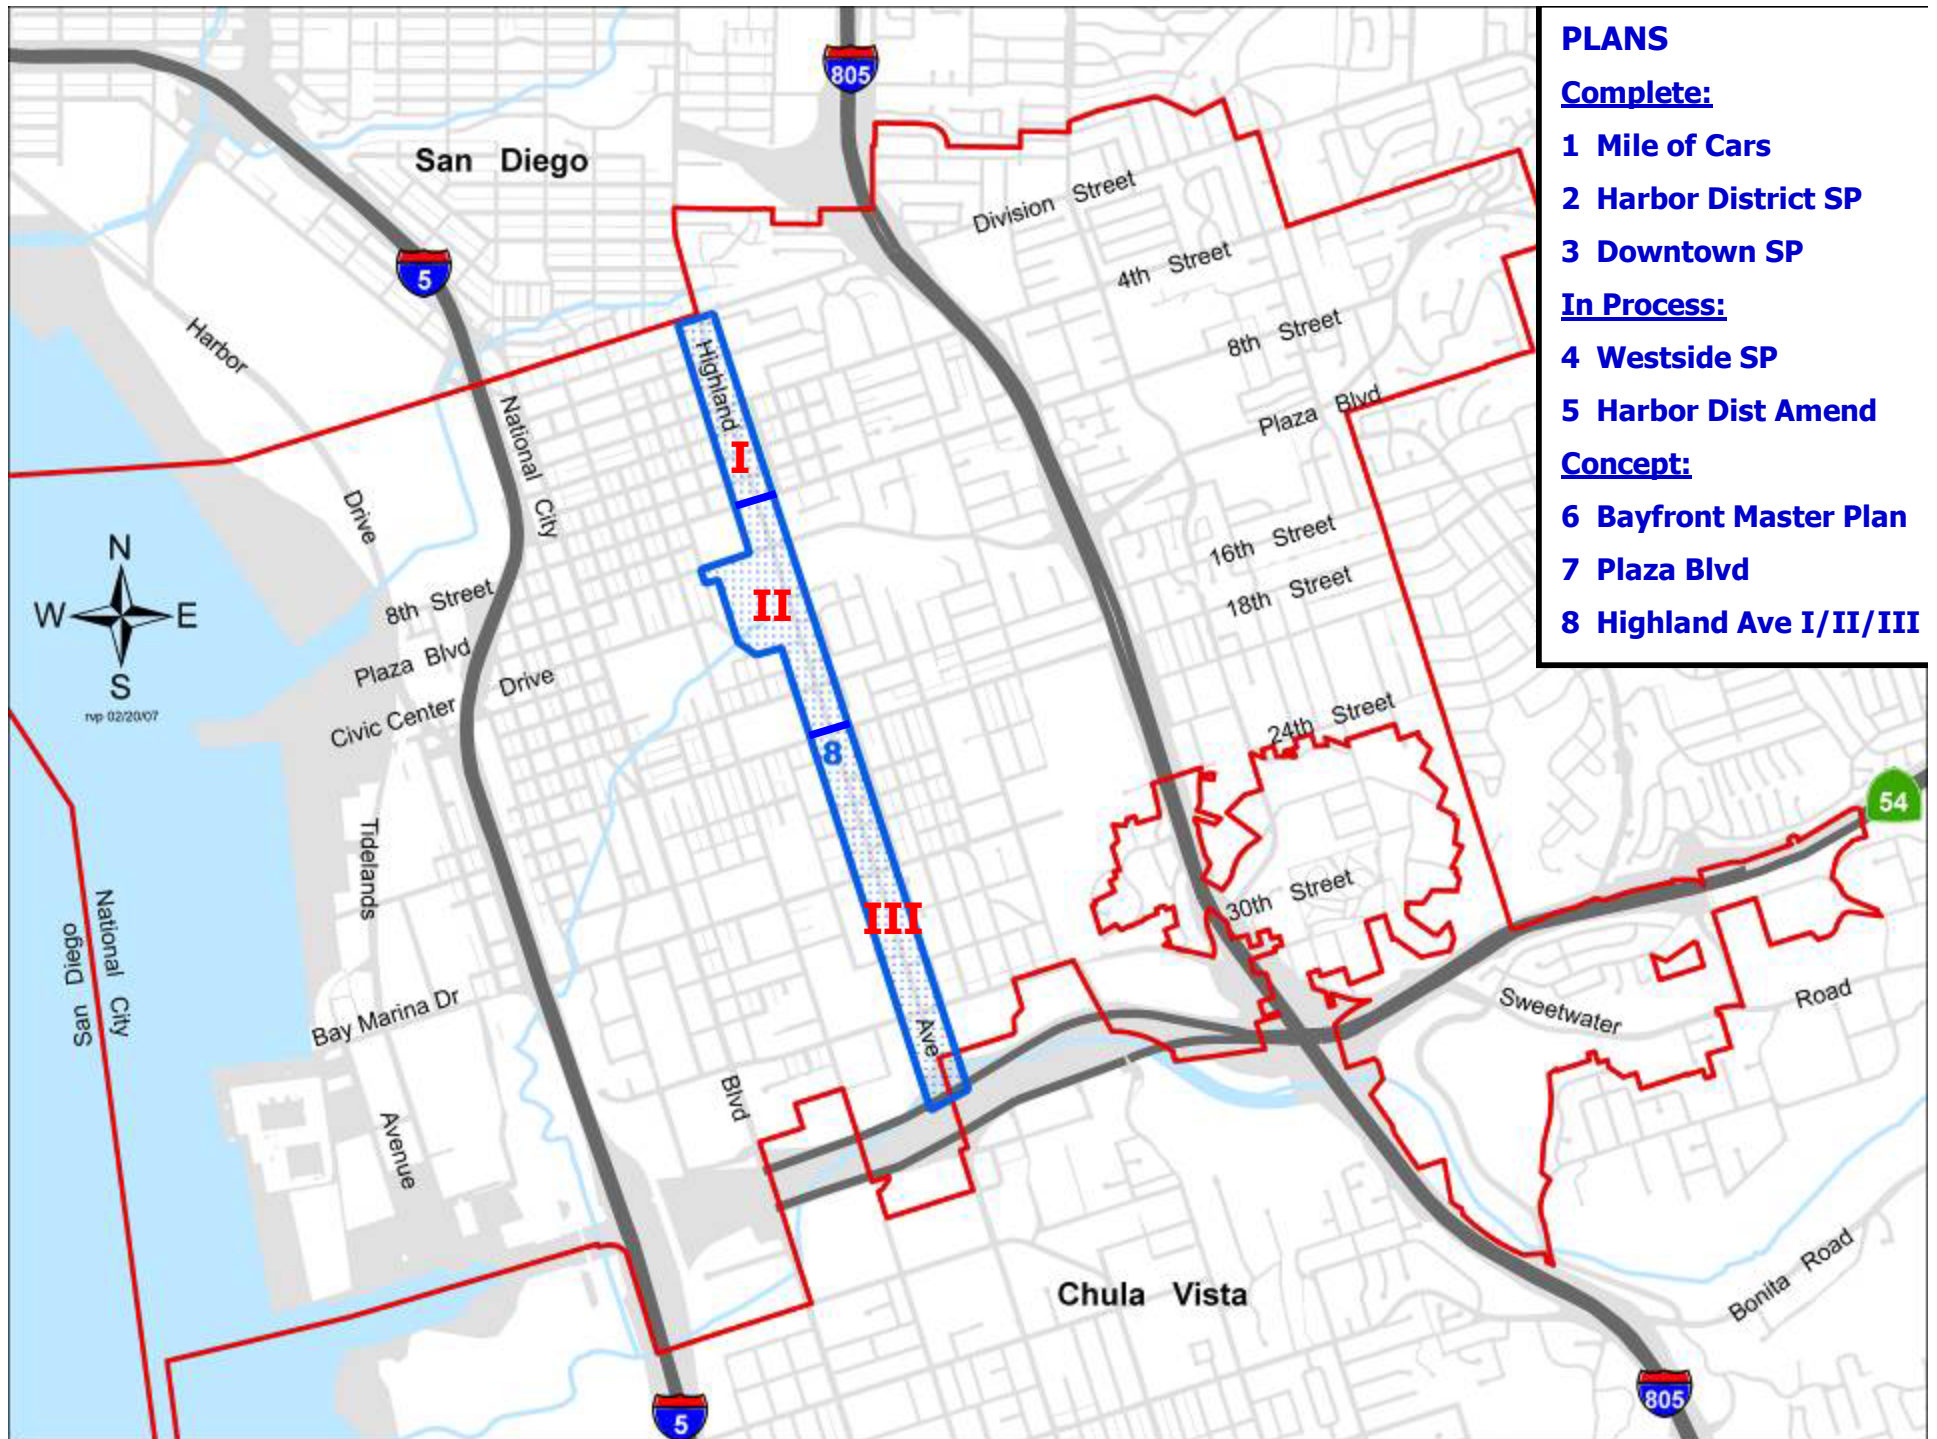 PLANS
Complete:
1 Mile of Cars
2 Harbor District SP
3 Downtown SP
In Process:
4 Westside SP
5 Harbor Dist Amend
Concept:
6 Bayfront Master Plan
7 Plaza Blvd
8 Highland Ave I/II/III
805
San Diego
Division Street
4th Street
5
8th Street
Harbor
Highland
Plaza Blvd
National City
I
Drive
16th Street
N
W E
S
rvp 02/20/07
18th Street
8th Street
II
Plaza Blvd
Civic Center Drive
24th Street
8
54
Tidelands
30th Street
National City
San Diego
III
Bay Marina Dr
Ave
Sweetwater
Road
Blvd
Avenue
Chula Vista
Bonita Road
5
805